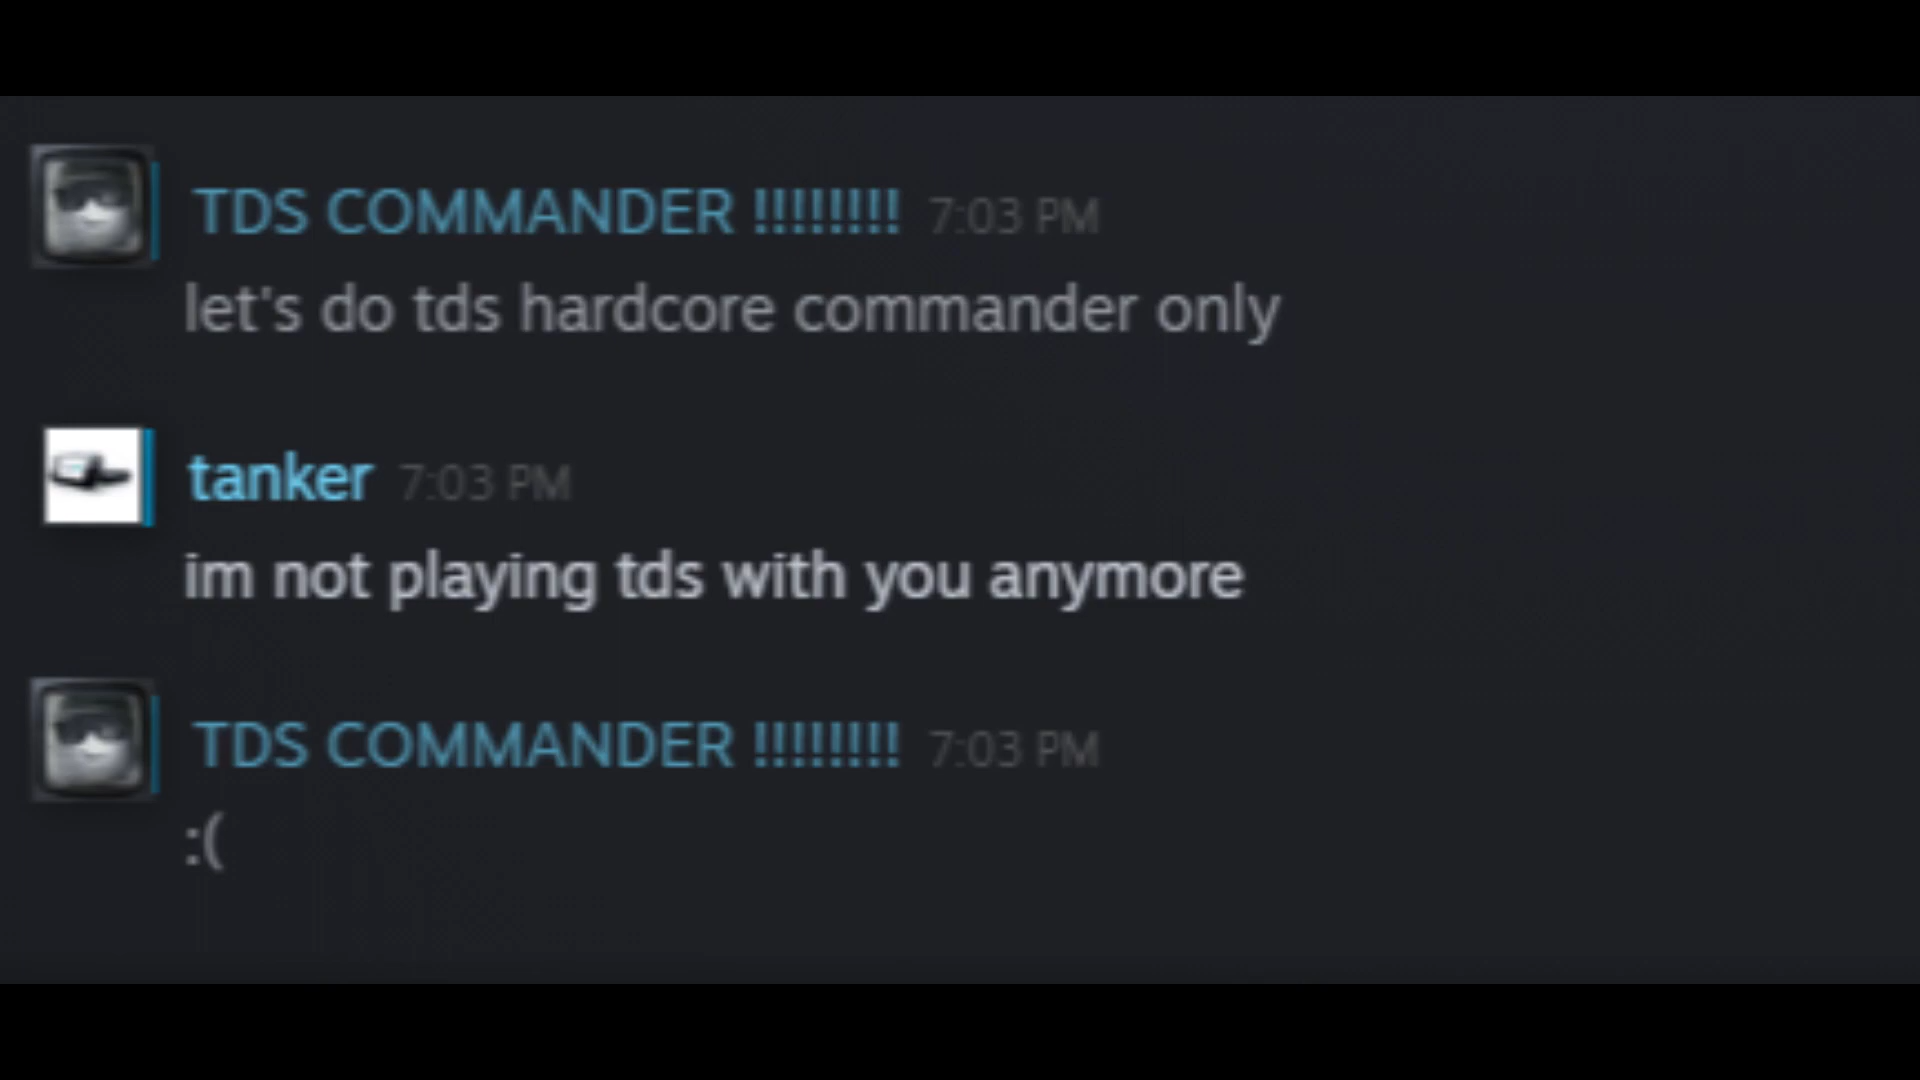 TDS COMMANDER !!!!!!!! 7:03 PM
let's do tds hardcore commander only
tanker 7:03 PM
im not playing tds with you anymore
TDS COMMANDER !!!!!!!! 7:03 PM
:(